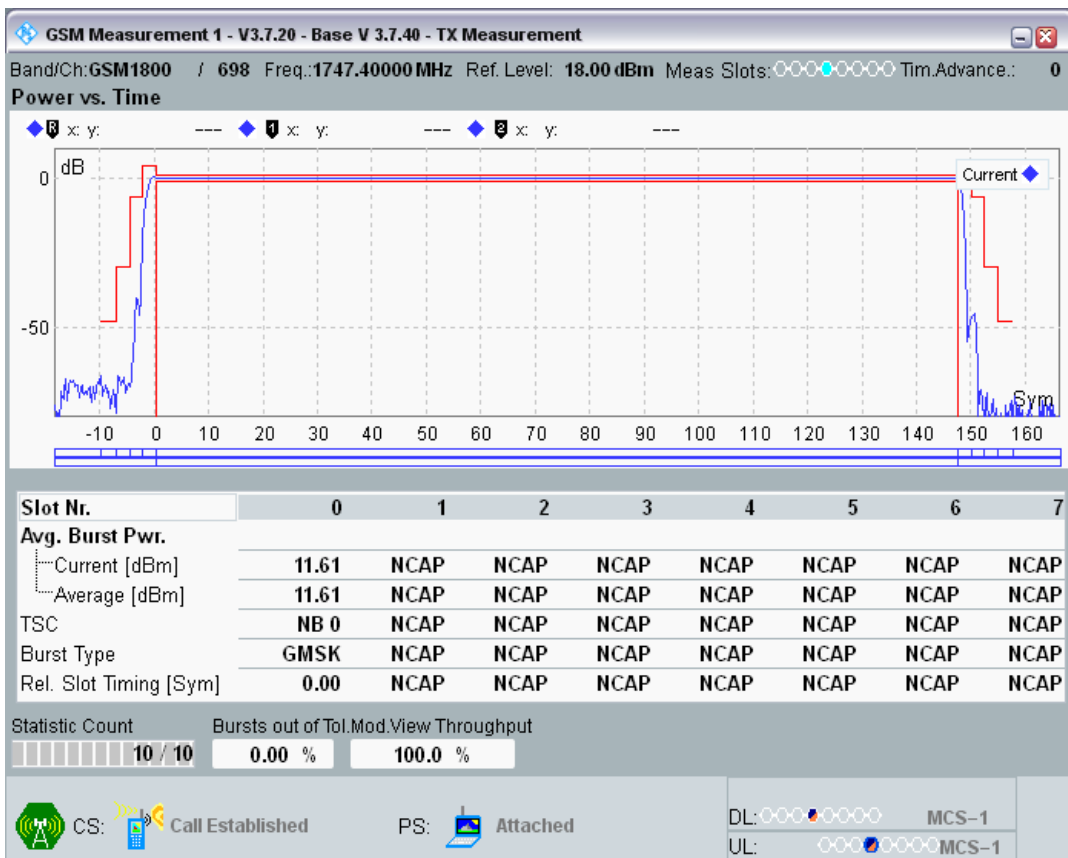 GSM Measurement 1 - V3.7.20 - Base V 3.7.40 - TX Measurement
Band/Ch:GSM1800 / 698 Freq.:1747.40000 MHz Ref. Level: 18.00 dBm Meas Slots: Tim.Advance.: 0
Power vs. Time
R x: y: --- 1 x: y: --- 2 x: y: ---
dB
0
Current
-50
Sym
-10 0 10 20 30 40 50 60 70 80 90 100 110 120 130 140 150 160
Slot Nr. 0 1 2 3 4 5 6 7
Avg. Burst Pwr.
Current [dBm] 11.61 NCAP NCAP NCAP NCAP NCAP NCAP NCAP
Average [dBm] 11.61 NCAP NCAP NCAP NCAP NCAP NCAP NCAP
TSC NB 0 NCAP NCAP NCAP NCAP NCAP NCAP NCAP
Burst Type GMSK NCAP NCAP NCAP NCAP NCAP NCAP NCAP
Rel. Slot Timing [Sym] 0.00 NCAP NCAP NCAP NCAP NCAP NCAP NCAP
Statistic Count Bursts out of Tol.Mod.View Throughput
10 / 10 0.00 % 100.0 %
CS: Call Established PS: Attached
DL: MCS-1
UL: MCS-1